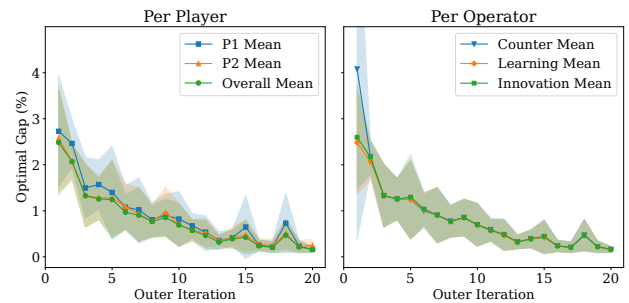 Per Player
Per Operator
P1 Mean
P2 Mean
Overall Mean
Counter Mean
Learning Mean
Innovation Mean
Optimal Gap (%)
4
3
2
1
0
0 5 10 15 20
0 5 10 15 20
Outer Iteration
Outer Iteration